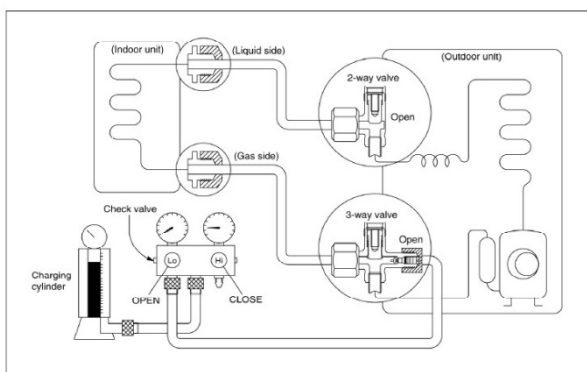 (Indoor unit)
(Liquid side)
(Outdoor unit)
2-way valve
Open
(Gas side)
3-way valve
Open
Check valve
Lo
Hi
Charging
cylinder
OPEN
CLOSE